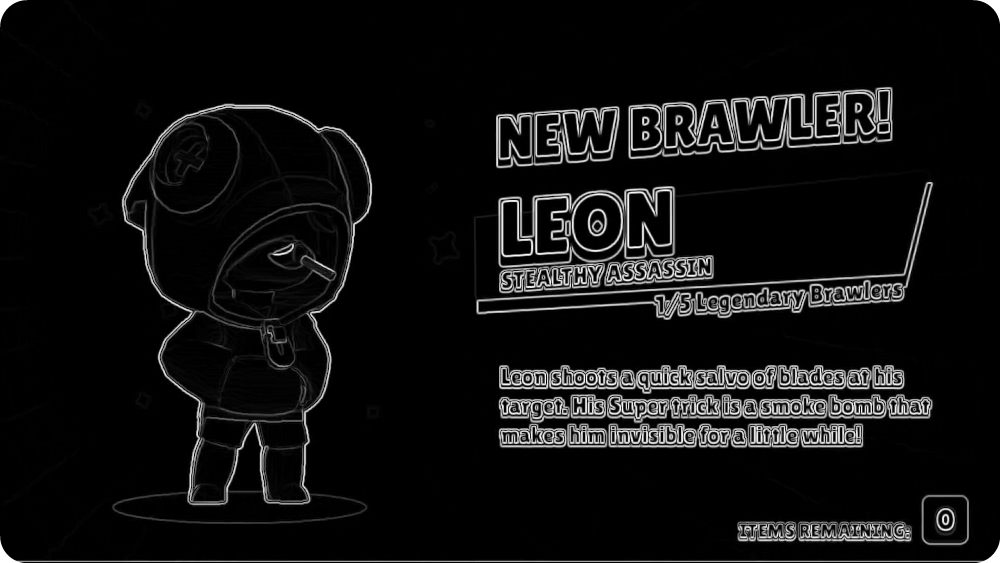 NEW BRAWLER!
LEON
STEALTHY ASSASSIN
1/5 Legendary Brawlers
Leon shoots a quick salvo of blades at his
target. His Super trick is a smoke bomb that
makes him invisible for a little while!
ITEMS REMAINING:
0